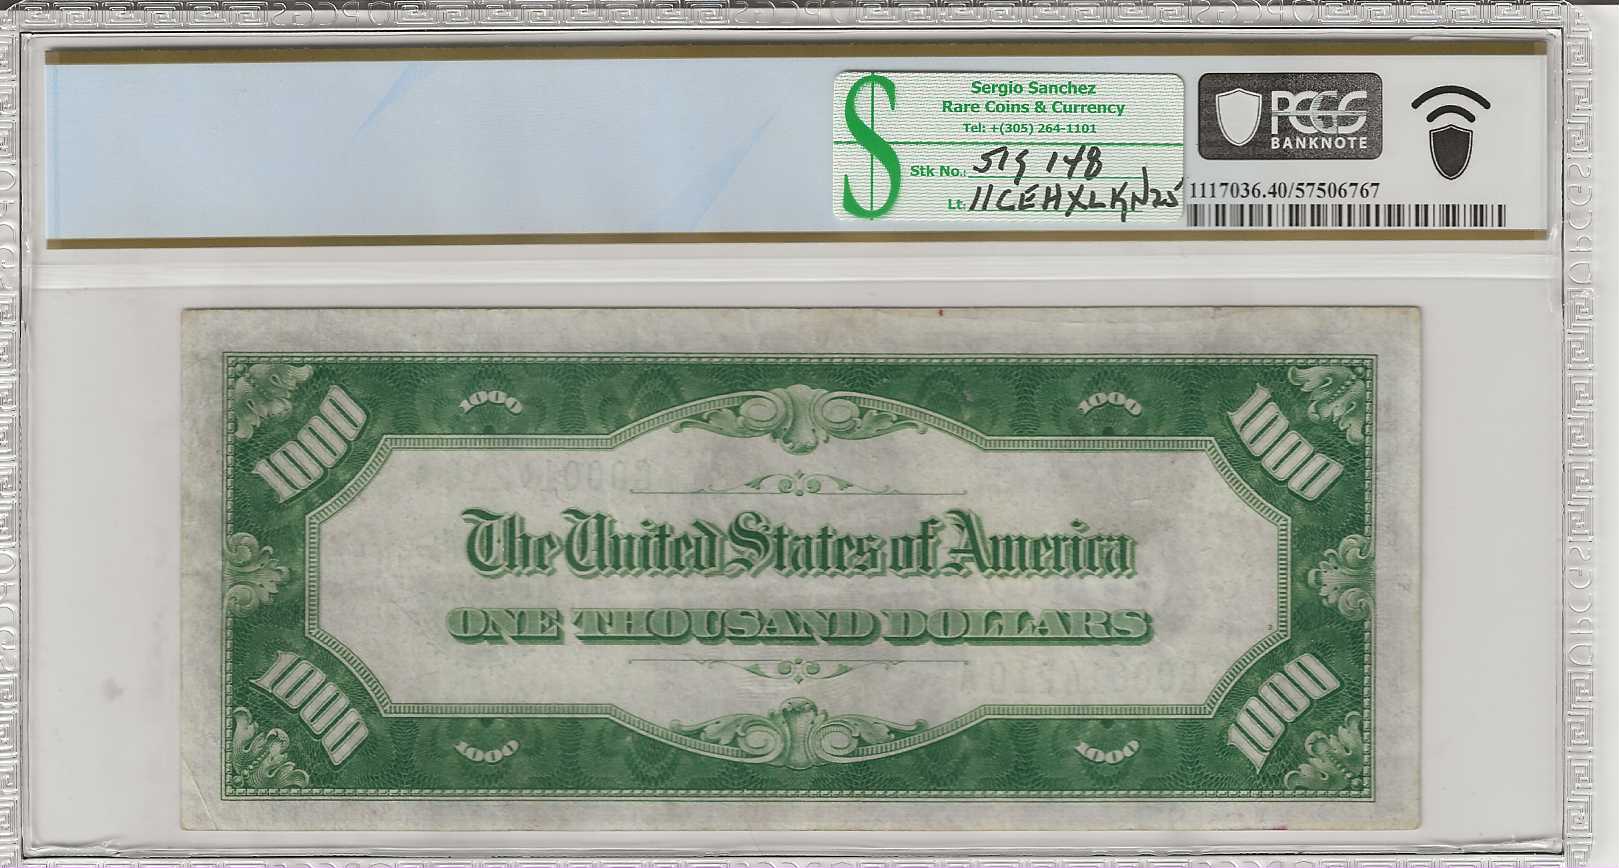 Sergio Sanchez
Rare Coins & Currency
Tel: +(305) 264-1101
Stk No.: 519 148
Lt: 11CEHXLKN25
PCGS
BANKNOTE
1117036.40/57506767
1000
1000
1000
1000
The United States of America
ONE THOUSAND DOLLARS
1000
1000
1000
1000